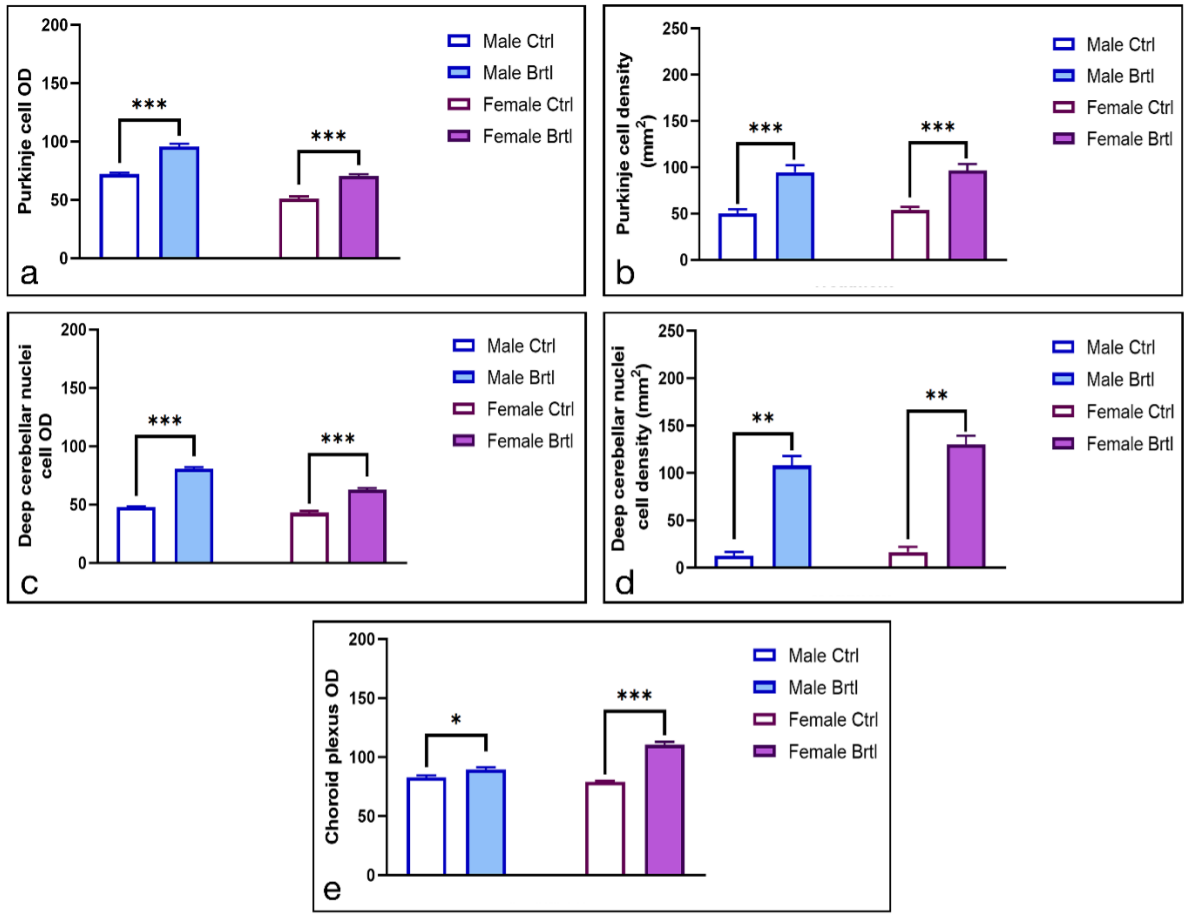 200
150
100
50
0
Purkinje cell OD
***
***
Male Ctrl
Male Brtl
Female Ctrl
Female Brtl
a
250
200
150
100
50
0
Purkinje cell density
(mm²)
***
***
Male Ctrl
Male Brtl
Female Ctrl
Female Brtl
b
200
150
100
50
0
Deep cerebellar nuclei
cell OD
***
***
Male Ctrl
Male Brtl
Female Ctrl
Female Brtl
c
250
200
150
100
50
0
Deep cerebellar nuclei
cell density (mm²)
**
**
Male Ctrl
Male Brtl
Female Ctrl
Female Brtl
d
200
150
100
50
0
Choroid plexus OD
*
***
Male Ctrl
Male Brtl
Female Ctrl
Female Brtl
e